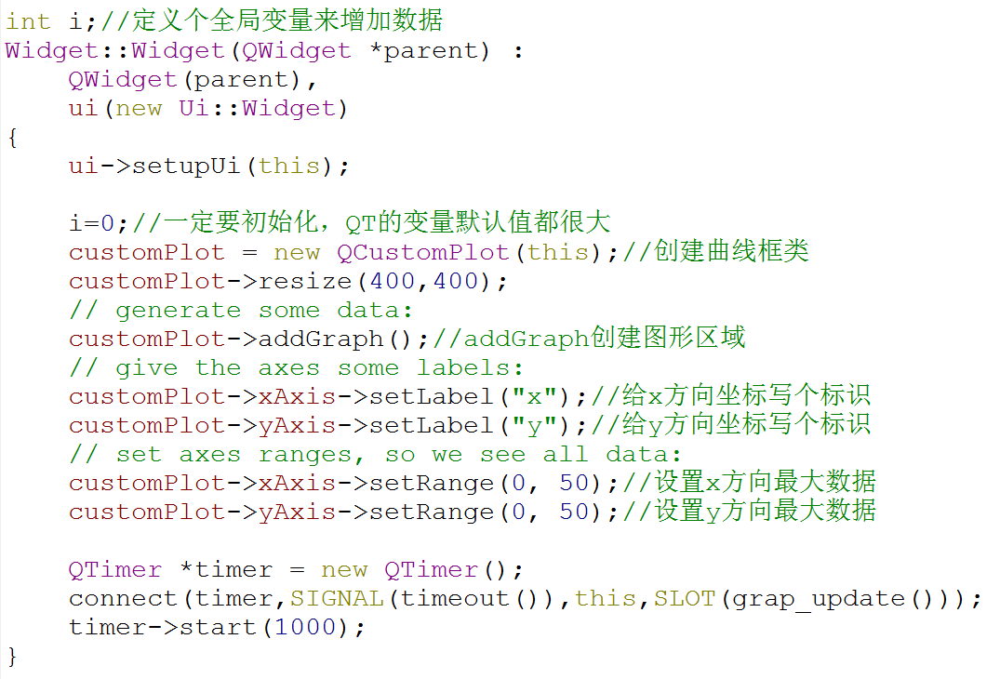 int i;//定义个全局变量来增加数据
Widget::Widget(QWidget *parent) :
    QWidget(parent),
    ui(new Ui::Widget)
{
    ui->setupUi(this);

    i=0;//一定要初始化，QT的变量默认值都很大
    customPlot = new QCustomPlot(this);//创建曲线框类
    customPlot->resize(400,400);
    // generate some data:
    customPlot->addGraph();//addGraph创建图形区域
    // give the axes some labels:
    customPlot->xAxis->setLabel("x");//给x方向坐标写个标识
    customPlot->yAxis->setLabel("y");//给y方向坐标写个标识
    // set axes ranges, so we see all data:
    customPlot->xAxis->setRange(0, 50);//设置x方向最大数据
    customPlot->yAxis->setRange(0, 50);//设置y方向最大数据

    QTimer *timer = new QTimer();
    connect(timer,SIGNAL(timeout()),this,SLOT(grap_update()));
    timer->start(1000);
}